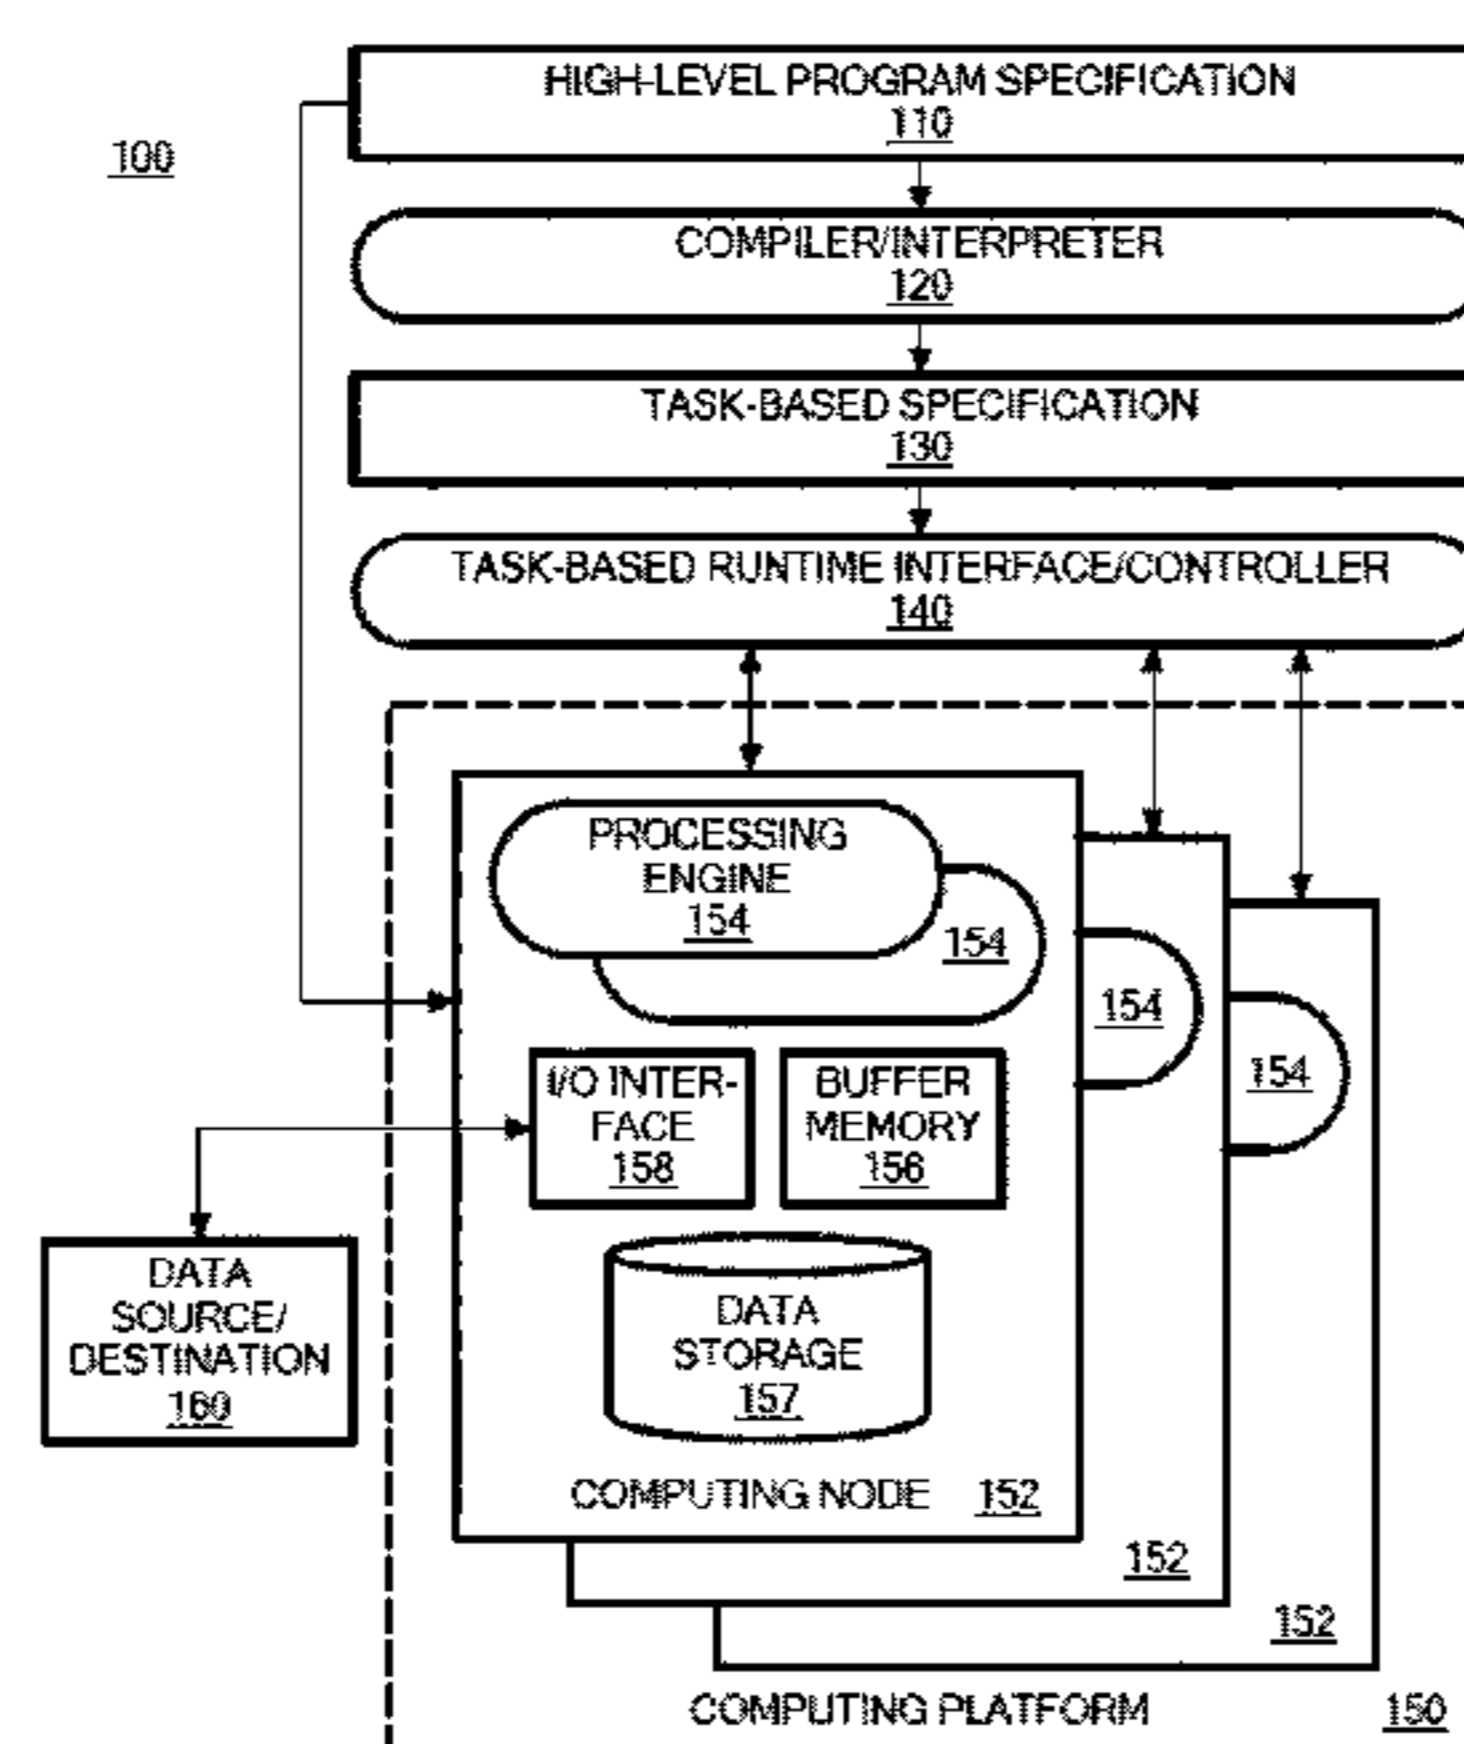 HIGH-LEVEL PROGRAM SPECIFICATION
110
100
COMPILER/INTERPRETER
120
TASK-BASED SPECIFICATION
130
TASK-BASED RUNTIME INTERFACE/CONTROLLER
140
PROCESSING
ENGINE
154
154
154
154
I/O INTER-
FACE
158
BUFFER
MEMORY
156
DATA
SOURCE/
DESTINATION
160
DATA
STORAGE
157
COMPUTING NODE 152
152
152
COMPUTING PLATFORM 150